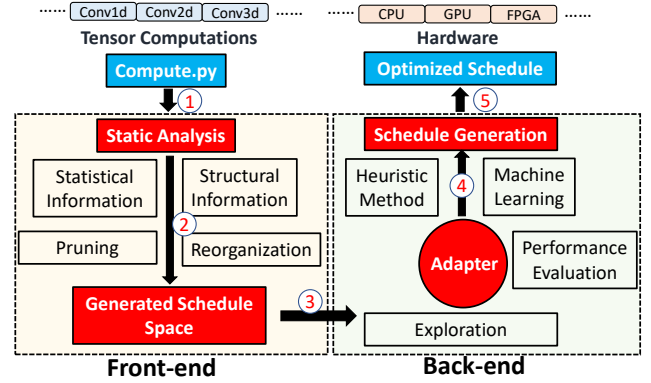 ...... Conv1d Conv2d Conv3d ......
Tensor Computations
Compute.py
1
Static Analysis
Statistical
Information
Structural
Information
2
Pruning
Reorganization
Generated Schedule
Space
3
Front-end
...... CPU GPU FPGA ......
Hardware
Optimized Schedule
5
Schedule Generation
Heuristic
Method
4
Machine
Learning
Adapter
Performance
Evaluation
Exploration
Back-end